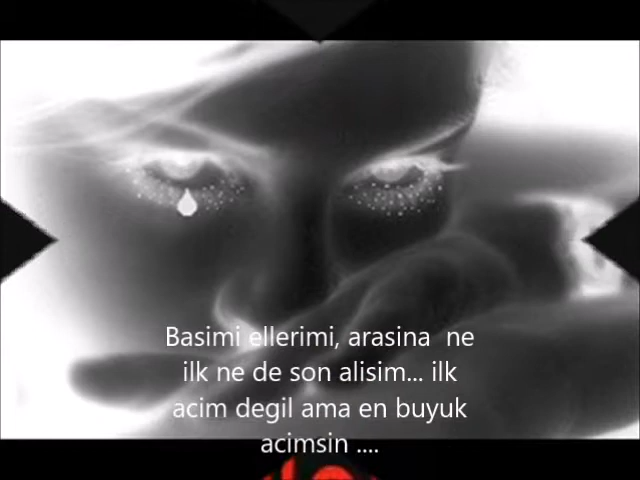 Basimi ellerimi, arasina ne
ilk ne de son alisim... ilk
acim degil ama en buyuk
acimsin ....